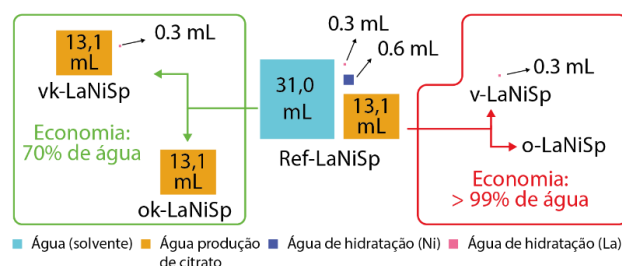 13,1
mL
0.3 mL
vk-LaNiSp
Economia:
70% de água
13,1
mL
ok-LaNiSp
31,0
mL
0.3 mL
0.6 mL
13,1
mL
Ref-LaNiSp
0.3 mL
v-LaNiSp
o-LaNiSp
Economia:
> 99% de água
Água (solvente)
Água produção
de citrato
Água de hidratação (Ni)
Água de hidratação (La)